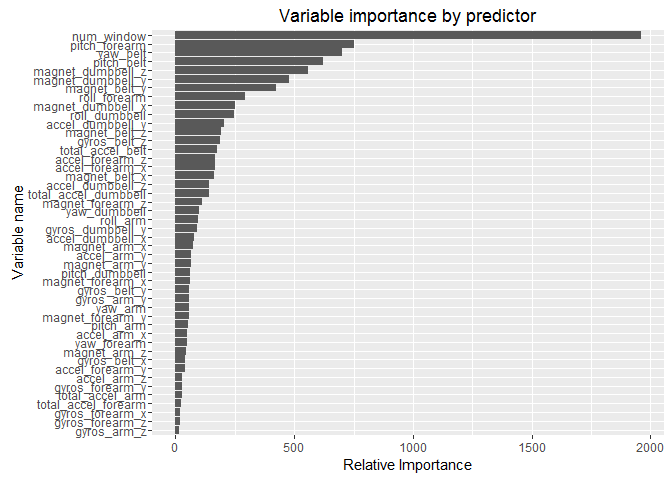 Variable importance by predictor
num_window
pitch_forearm
yaw_belt
pitch_belt
magnet_dumbbell_z
magnet_dumbbell_y
magnet_belt_y
roll_forearm
magnet_dumbbell_x
roll_dumbbell
accel_dumbbell_y
magnet_belt_z
gyros_belt_z
total_accel_belt
accel_forearm_z
accel_forearm_x
magnet_belt_x
accel_dumbbell_z
total_accel_dumbbell
magnet_forearm_z
yaw_dumbbell
roll_arm
gyros_dumbbell_y
accel_dumbbell_x
magnet_arm_x
accel_arm_y
magnet_arm_y
pitch_dumbbell
magnet_forearm_x
gyros_belt_y
gyros_arm_y
yaw_arm
magnet_forearm_y
pitch_arm
accel_arm_x
yaw_forearm
magnet_arm_z
gyros_belt_x
accel_forearm_y
accel_arm_z
gyros_forearm_y
total_accel_arm
total_accel_forearm
gyros_forearm_x
gyros_forearm_z
gyros_arm_z
Variable name
0 500 1000 1500 2000
Relative Importance